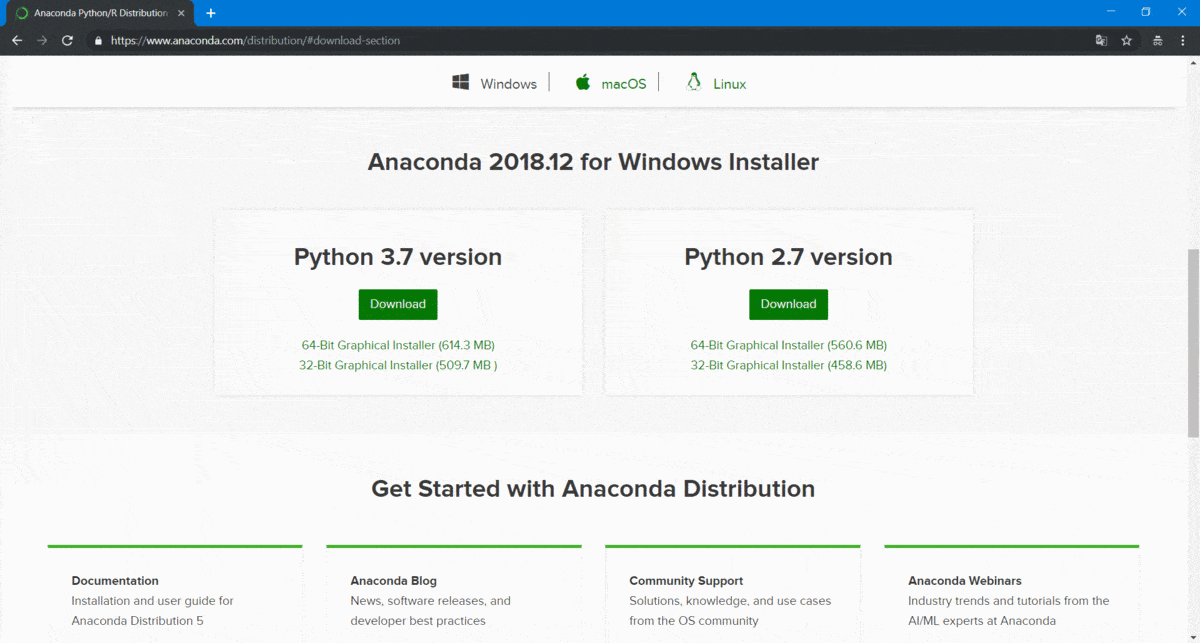 Anaconda Python/R Distribution
https://www.anaconda.com/distribution/#download-section
Windows
macOS
Linux
Anaconda 2018.12 for Windows Installer
Python 3.7 version
Download
64-Bit Graphical Installer (614.3 MB)
32-Bit Graphical Installer (509.7 MB )
Python 2.7 version
Download
64-Bit Graphical Installer (560.6 MB)
32-Bit Graphical Installer (458.6 MB)
Get Started with Anaconda Distribution
Documentation
Installation and user guide for
Anaconda Distribution 5
Anaconda Blog
News, software releases, and
developer best practices
Community Support
Solutions, knowledge, and use cases
from the OS community
Anaconda Webinars
Industry trends and tutorials from the
AI/ML experts at Anaconda